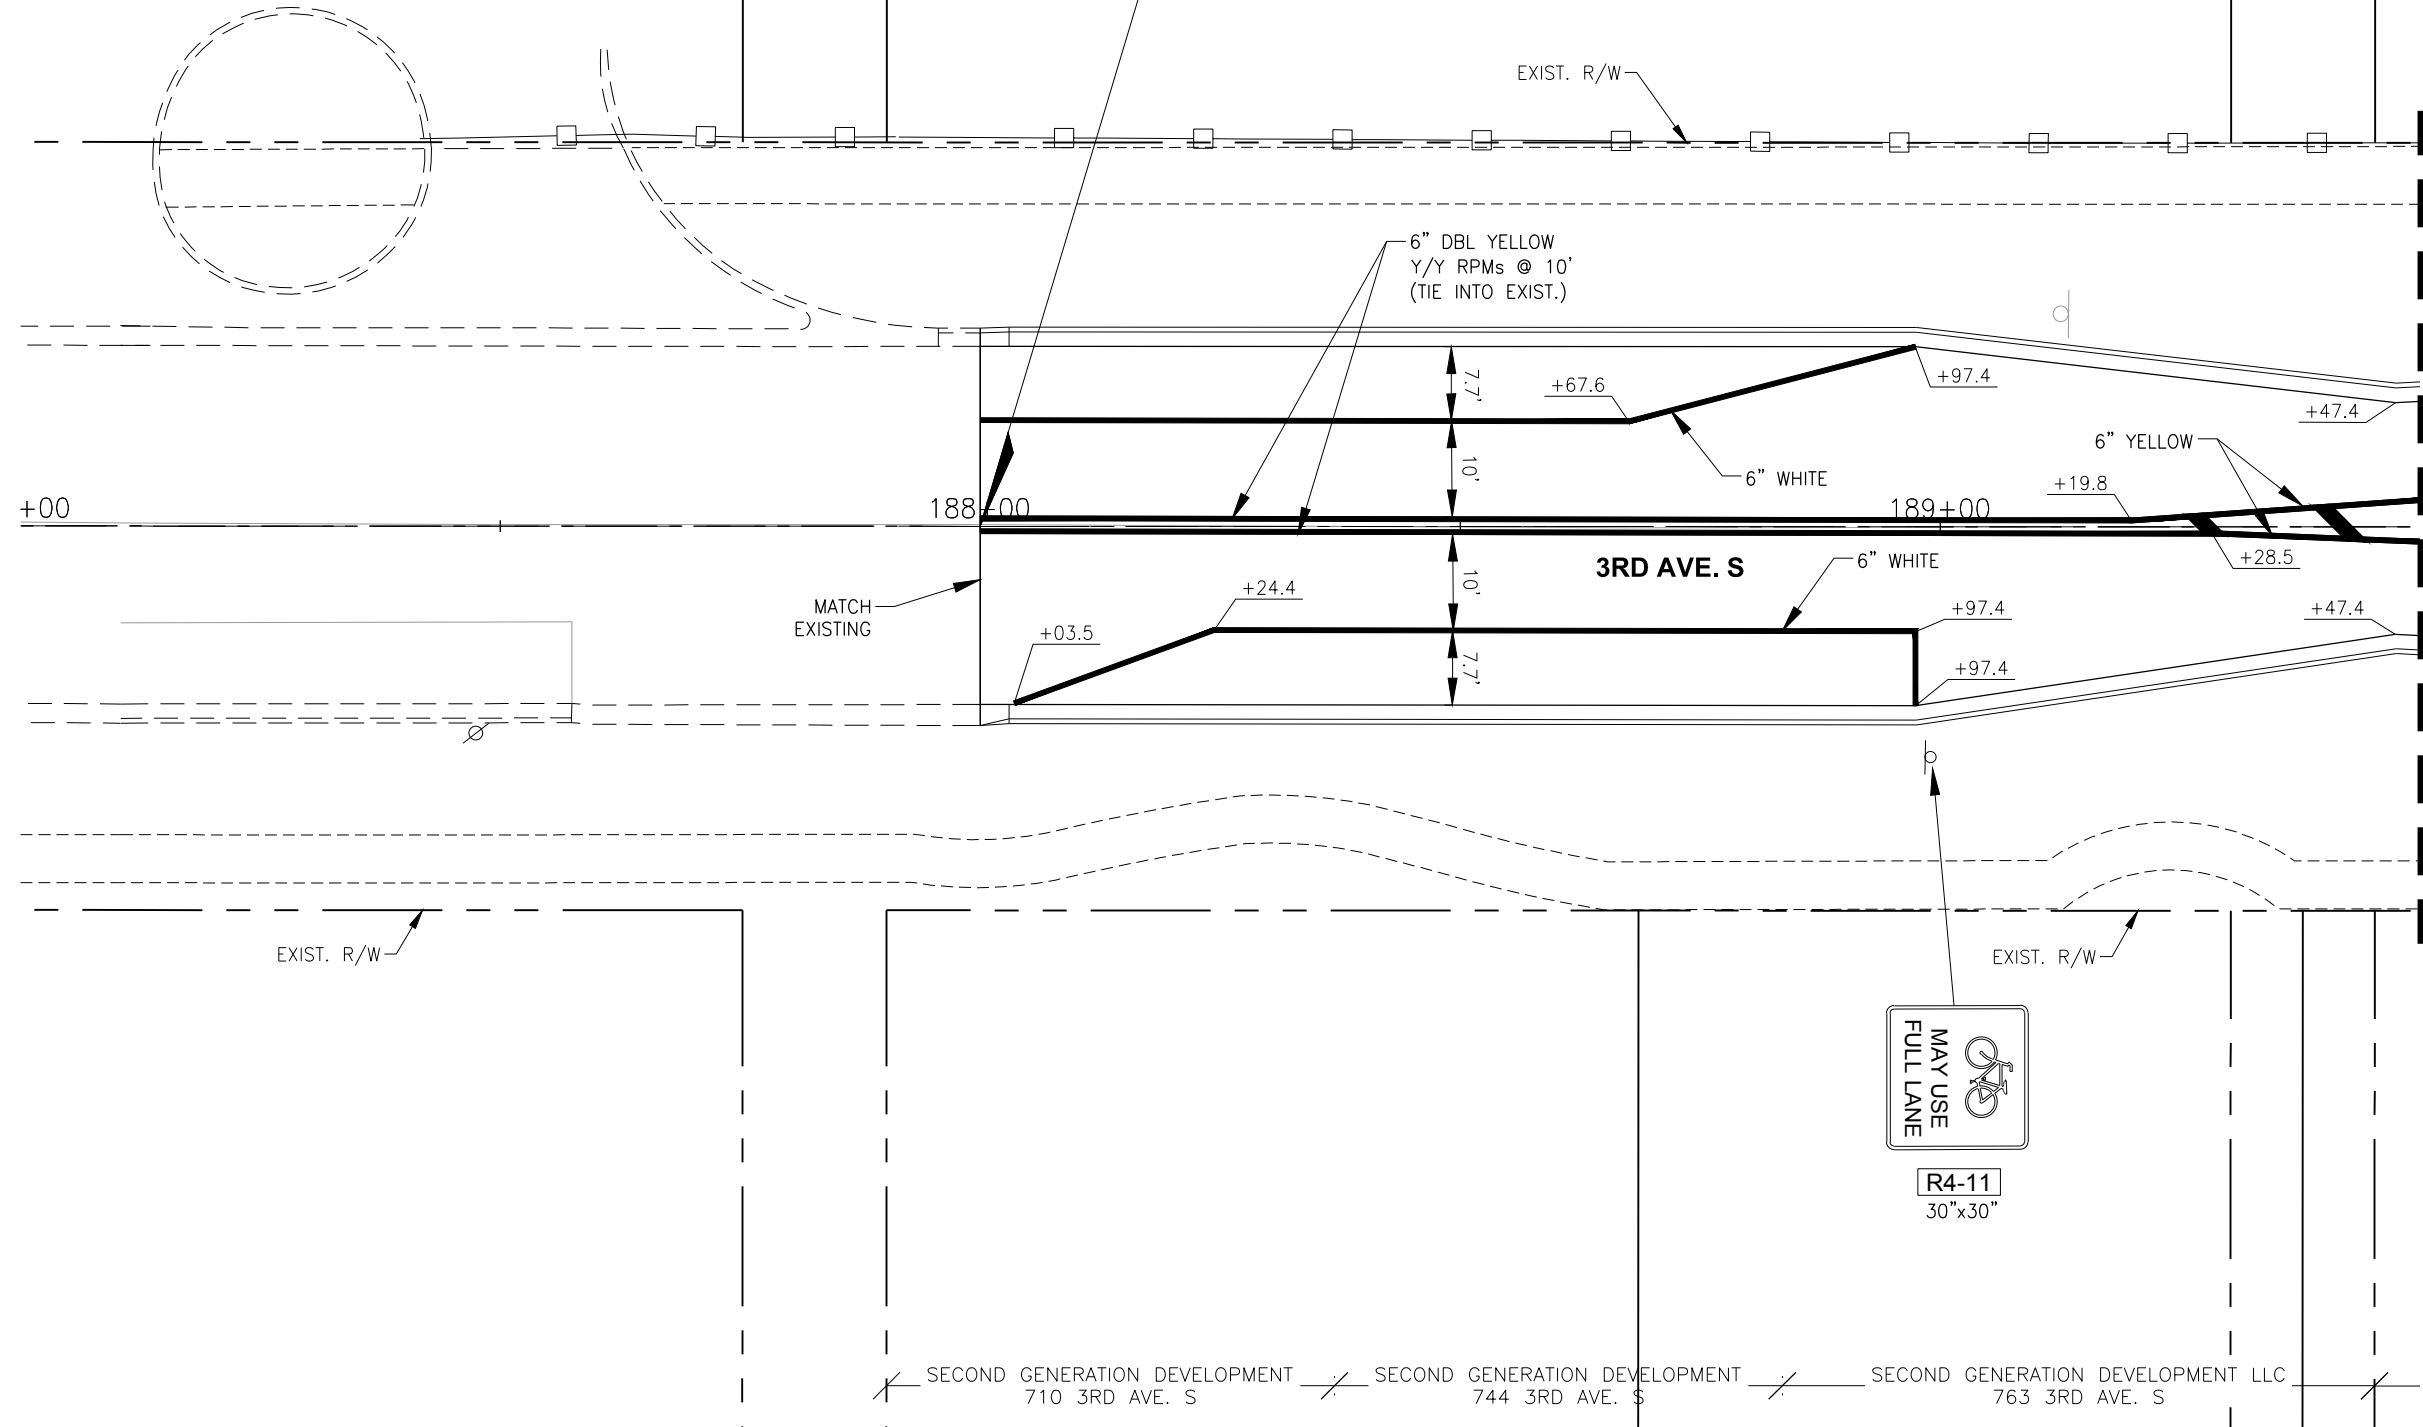 EXIST. R/W
6" DBL YELLOW
Y/Y RPMs @ 10'
(TIE INTO EXIST.)
7.7'
+67.6
+97.4
+47.4
6" YELLOW
10'
6" WHITE
+19.8
+00
188+00
189+00
3RD AVE. S
6" WHITE
+28.5
10'
+24.4
MATCH
EXISTING
+03.5
+97.4
+47.4
7.7'
+97.4
EXIST. R/W
EXIST. R/W
MAY USE
FULL LANE
R4-11
30"x30"
SECOND GENERATION DEVELOPMENT
710 3RD AVE. S
SECOND GENERATION DEVELOPMENT
744 3RD AVE. S
SECOND GENERATION DEVELOPMENT LLC
763 3RD AVE. S